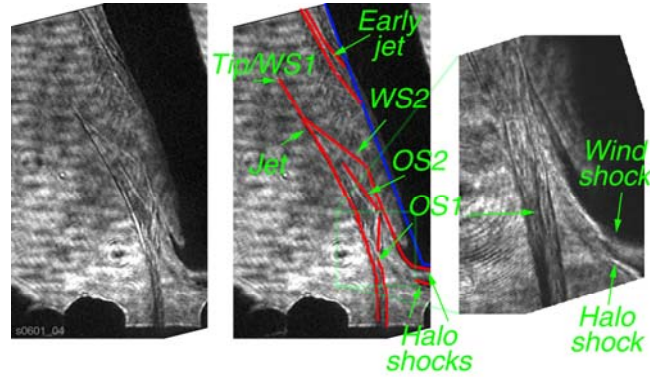 Early
jet
Tip/WS1
WS2
Jet
OS2
OS1
Wind
shock
Halo
shocks
Halo
shock
s0601_04